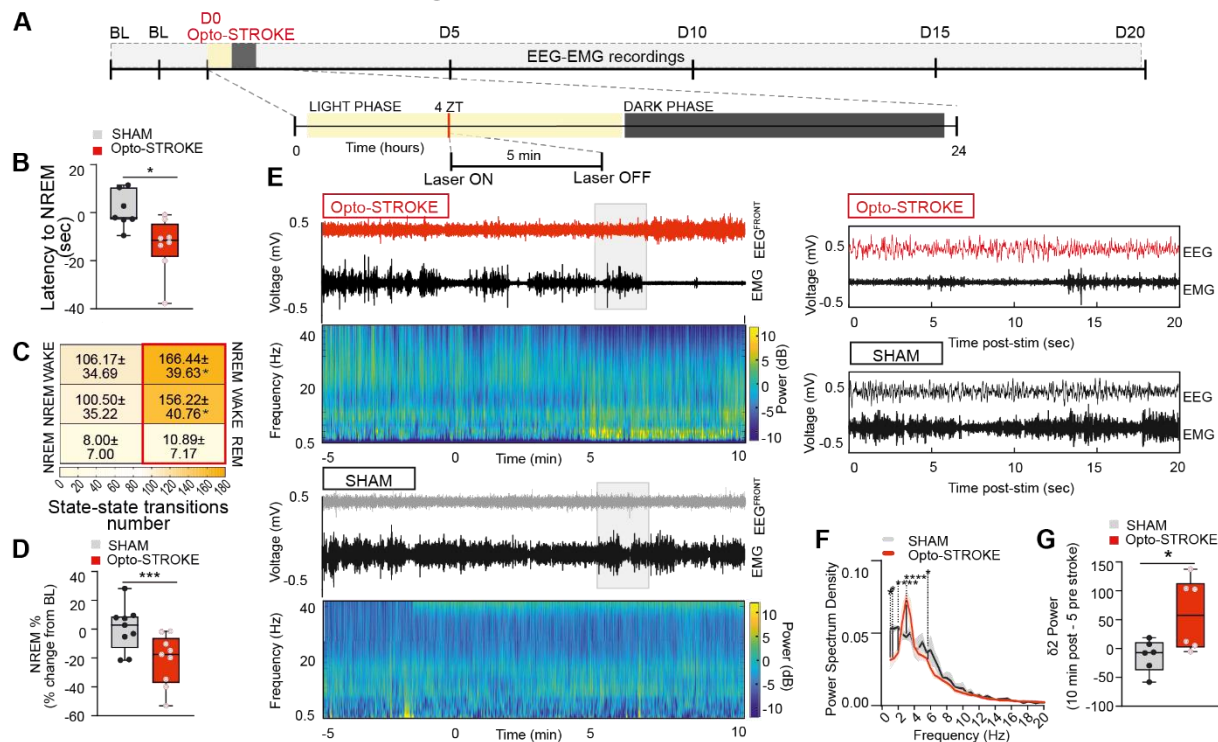 A
BL
BL
D0
Opto-STROKE
D5
D10
D15
D20
EEG-EMG recordings
LIGHT PHASE
4 ZT
DARK PHASE
0
Time (hours)
24
5 min
Laser ON
Laser OFF
B
SHAM
Opto-STROKE
*
20
0
-20
-40
Latency to NREM
(sec)
C
NREM WAKE
106.17±
34.69
166.44±
39.63*
NREM WAKE
NREM
100.50±
35.22
156.22±
40.76*
NREM
8.00±
7.00
10.89±
7.17
REM
0 20 40 60 80 100 120 140 160 180
State-state transitions
number
D
SHAM
Opto-STROKE
***
40
20
0
-20
-40
-60
NREM %
(% change from BL)
E
Opto-STROKE
0.5
-0.5
Voltage (mV)
EEGFRONT
EMG
40
20
0.5
Frequency (Hz)
10
5
0
-5
-10
Power (dB)
-5 0 5 10
Time (min)
SHAM
0.5
-0.5
Voltage (mV)
EEGFRONT
EMG
40
20
0.5
Frequency (Hz)
10
5
0
-5
-10
Power (dB)
-5 0 5 10
Time (min)
Opto-STROKE
0.5
-0.5
Voltage (mV)
EEG
EMG
0 5 10 15 20
Time post-stim (sec)
SHAM
0.5
-0.5
Voltage (mV)
EEG
EMG
0 5 10 15 20
Time post-stim (sec)
F
SHAM
Opto-STROKE
0.10
0.05
0.00
Power Spectrum Density
0 2 4 6 8 10 12 14 16 18 20
Frequency (Hz)
G
SHAM
Opto-STROKE
*
150
100
50
0
-50
-100
δ2 Power
(10 min post - 5 pre stroke)